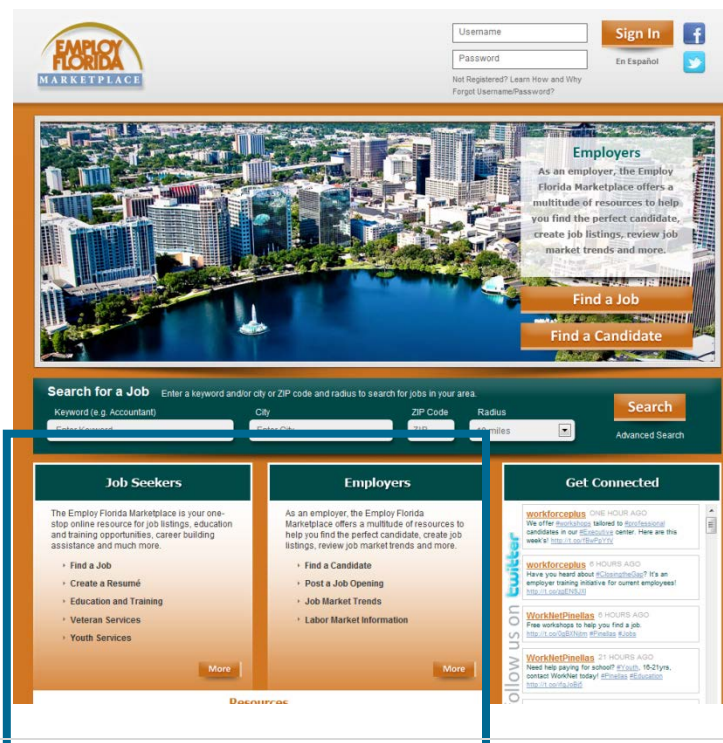 EMPLOY
FLORIDA
MARKETPLACE
Username
Password
Sign In
En Español
Not Registered? Learn How and Why
Forgot Username/Password?
Employers
As an employer, the Employ
Florida Marketplace offers a
multitude of resources to help
you find the perfect candidate,
create job listings, review job
market trends and more.
Find a Job
Find a Candidate
Search for a Job Enter a keyword and/or city or ZIP code and radius to search for jobs in your area.
Keyword (e.g. Accountant) City ZIP Code Radius
Enter Keyword Enter City ZIP miles
Search
Advanced Search
Job Seekers
The Employ Florida Marketplace is your one-
stop online resource for job listings, education
and training opportunities, career building
assistance and much more.
Find a Job
Create a Resumé
Education and Training
Veteran Services
Youth Services
More
Employers
As an employer, the Employ Florida
Marketplace offers a multitude of resources to
help you find the perfect candidate, create job
listings, review job market trends and more.
Find a Candidate
Post a Job Opening
Job Market Trends
Labor Market Information
More
Resources
Get Connected
follow us on twitter
workforceplus ONE HOUR AGO
We offer #workshops tailored to #professional
candidates in our #Executive center. Here are this
week's!
workforceplus 6 HOURS AGO
Have you heard about #ClosingtheGap? It's an
employer training initiative for current employees!
WorkNetPinellas 6 HOURS AGO
Free workshops to help you find a job.
#Pinellas #Jobs
WorkNetPinellas 21 HOURS AGO
Need help paying for school? #Youth, 16-21yrs,
contact WorkNet today! #Pinellas #Education